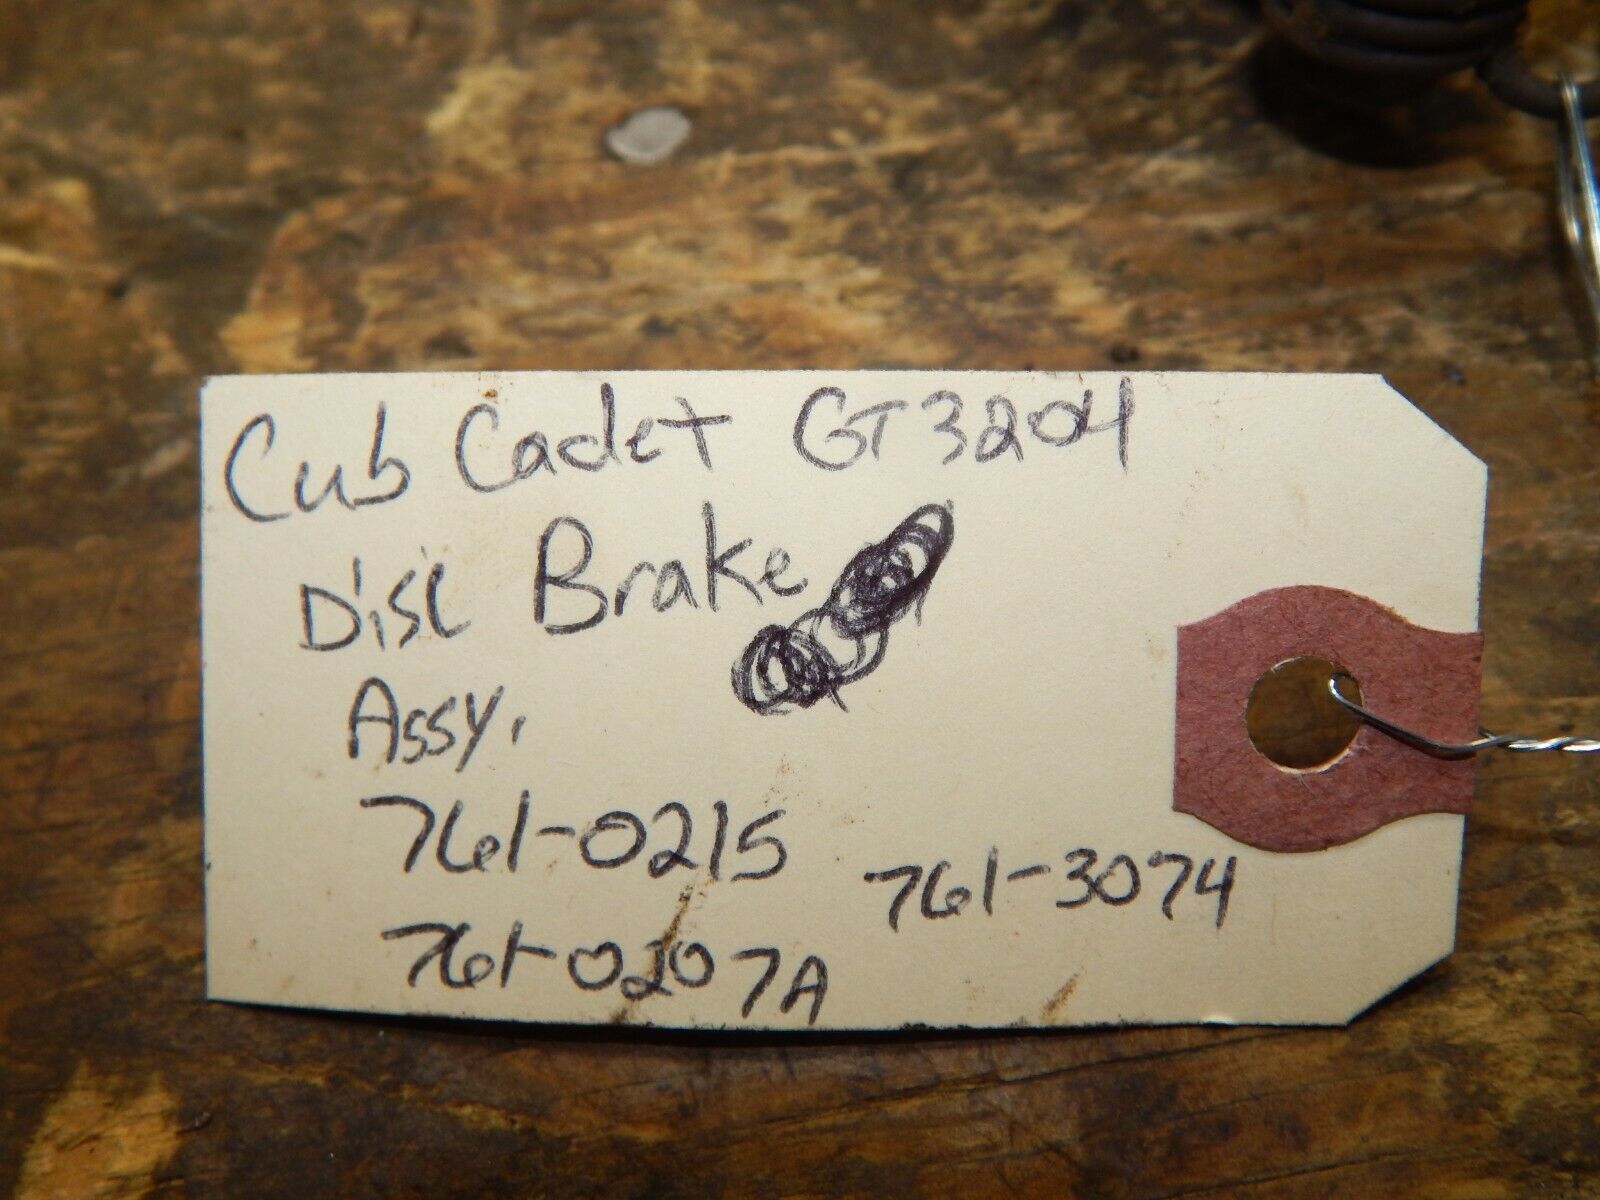 Cub Cadet GT3204
Disc Brake
Assy.
761-0215
761-3074
761-0207A